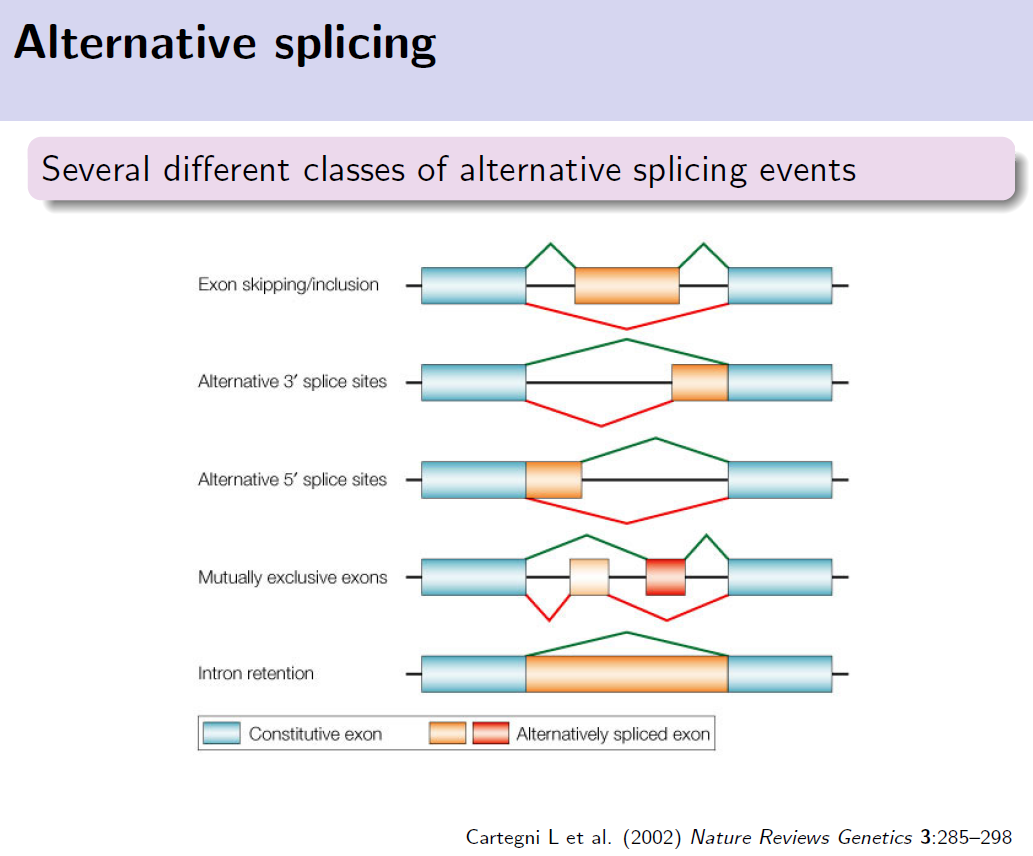 Alternative splicing
Several different classes of alternative splicing events
Exon skipping/inclusion
Alternative 3′ splice sites
Alternative 5′ splice sites
Mutually exclusive exons
Intron retention
Constitutive exon
Alternatively spliced exon
Cartegni L et al. (2002) Nature Reviews Genetics 3:285–298